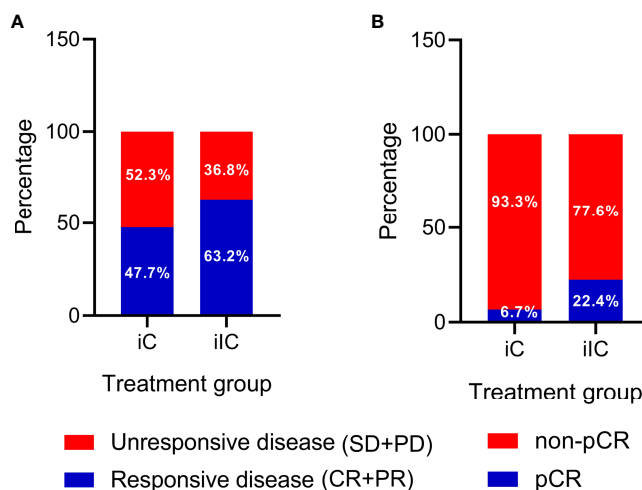 A
150
100
50
0
Percentage
52.3%
36.8%
47.7%
63.2%
iC
iIC
Treatment group
Unresponsive disease (SD+PD)
Responsive disease (CR+PR)
B
150
100
50
0
Percentage
93.3%
77.6%
6.7%
22.4%
iC
iIC
Treatment group
non-pCR
pCR